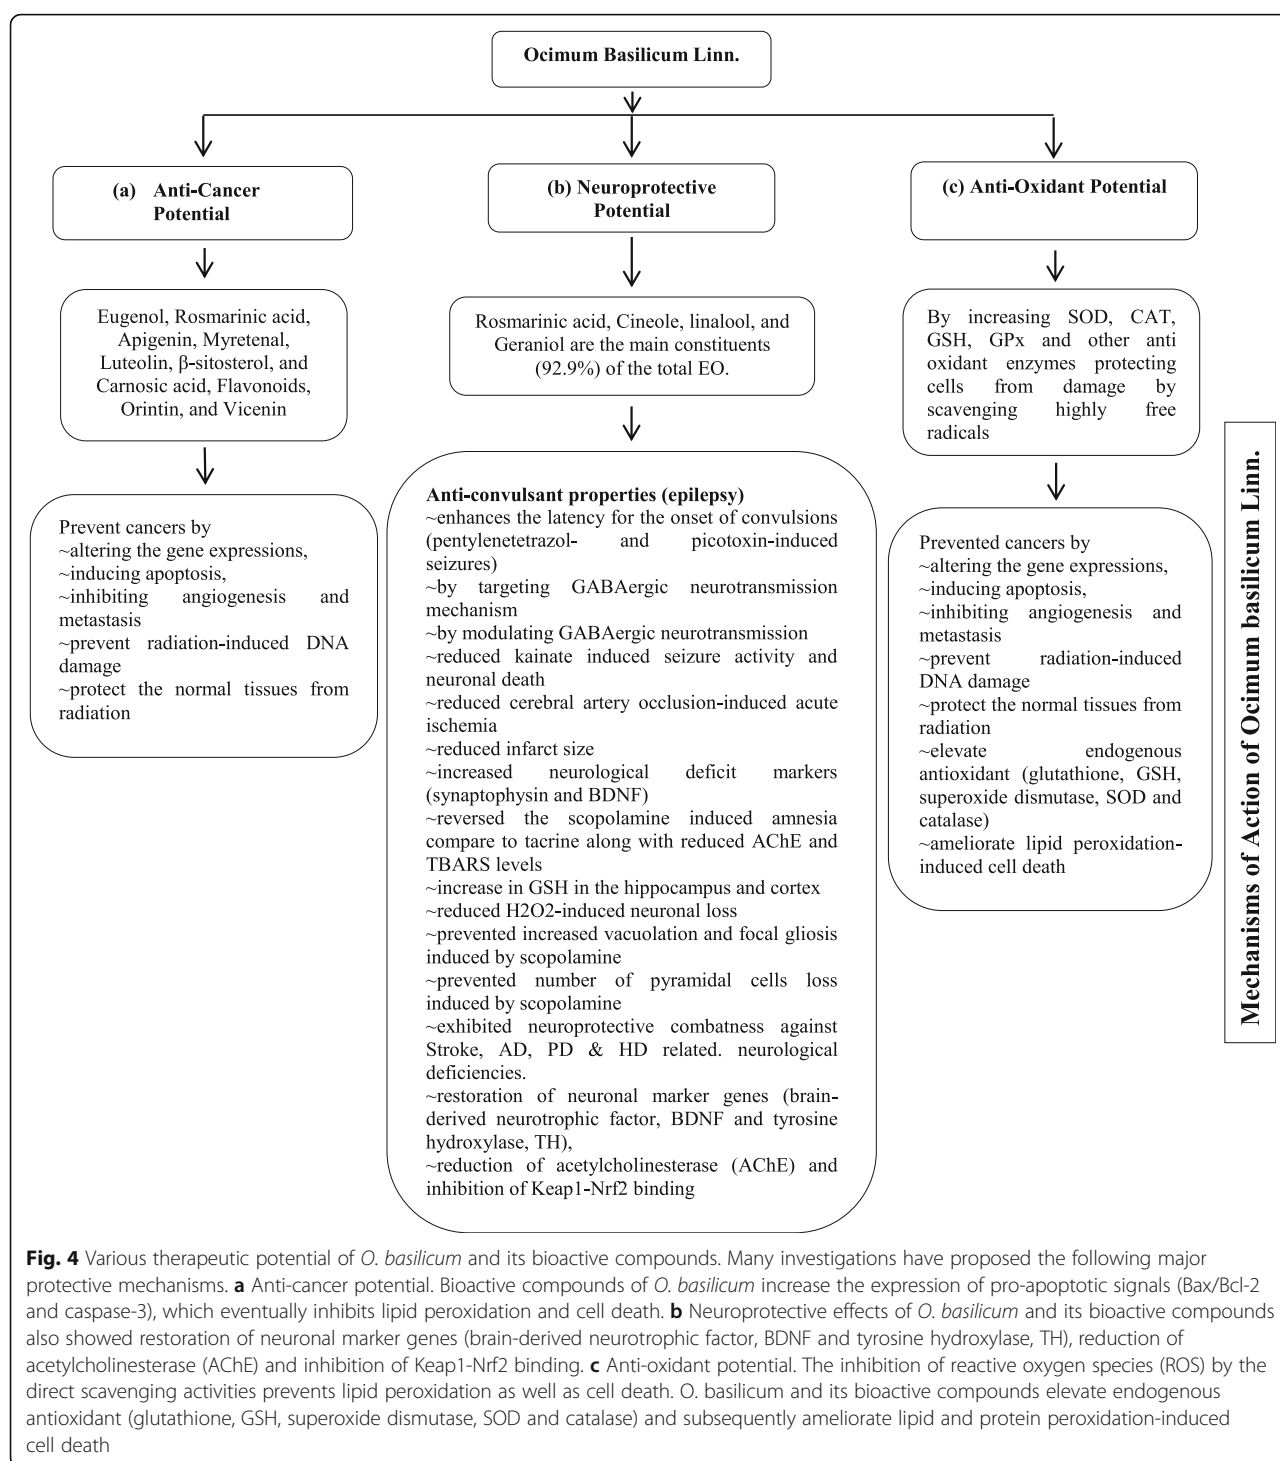 Ocimum Basilicum Linn.
(a) Anti-Cancer
Potential
Eugenol, Rosmarinic acid,
Apigenin, Myretenal,
Luteolin, β-sitosterol, and
Carnosic acid, Flavonoids,
Orintin, and Vicenin
Prevent cancers by
~altering the gene expressions,
~inducing apoptosis,
~inhibiting angiogenesis and
metastasis
~prevent radiation-induced DNA
damage
~protect the normal tissues from
radiation
(b) Neuroprotective
Potential
Rosmarinic acid, Cineole, linalool, and
Geraniol are the main constituents
(92.9%) of the total EO.
Anti-convulsant properties (epilepsy)
~enhances the latency for the onset of convulsions
(pentylenetetrazol- and picotoxin-induced
seizures)
~by targeting GABAergic neurotransmission
mechanism
~by modulating GABAergic neurotransmission
~reduced kainate induced seizure activity and
neuronal death
~reduced cerebral artery occlusion-induced acute
ischemia
~reduced infarct size
~increased neurological deficit markers
(synaptophysin and BDNF)
~reversed the scopolamine induced amnesia
compare to tacrine along with reduced AChE and
TBARS levels
~increase in GSH in the hippocampus and cortex
~reduced H2O2-induced neuronal loss
~prevented increased vacuolation and focal gliosis
induced by scopolamine
~prevented number of pyramidal cells loss
induced by scopolamine
~exhibited neuroprotective combatness against
Stroke, AD, PD & HD related. neurological
deficiencies.
~restoration of neuronal marker genes (brain-
derived neurotrophic factor, BDNF and tyrosine
hydroxylase, TH),
~reduction of acetylcholinesterase (AChE) and
inhibition of Keap1-Nrf2 binding
(c) Anti-Oxidant Potential
By increasing SOD, CAT,
GSH, GPx and other anti
oxidant enzymes protecting
cells from damage by
scavenging highly free
radicals
Prevented cancers by
~altering the gene expressions,
~inducing apoptosis,
~inhibiting angiogenesis and
metastasis
~prevent radiation-induced
DNA damage
~protect the normal tissues from
radiation
~elevate endogenous
antioxidant (glutathione, GSH,
superoxide dismutase, SOD and
catalase)
~ameliorate lipid peroxidation-
induced cell death
Mechanisms of Action of Ocimum basilicum Linn.
Fig. 4 Various therapeutic potential of O. basilicum and its bioactive compounds. Many investigations have proposed the following major
protective mechanisms. a Anti-cancer potential. Bioactive compounds of O. basilicum increase the expression of pro-apoptotic signals (Bax/Bcl-2
and caspase-3), which eventually inhibits lipid peroxidation and cell death. b Neuroprotective effects of O. basilicum and its bioactive compounds
also showed restoration of neuronal marker genes (brain-derived neurotrophic factor, BDNF and tyrosine hydroxylase, TH), reduction of
acetylcholinesterase (AChE) and inhibition of Keap1-Nrf2 binding. c Anti-oxidant potential. The inhibition of reactive oxygen species (ROS) by the
direct scavenging activities prevents lipid peroxidation as well as cell death. O. basilicum and its bioactive compounds elevate endogenous
antioxidant (glutathione, GSH, superoxide dismutase, SOD and catalase) and subsequently ameliorate lipid and protein peroxidation-induced
cell death